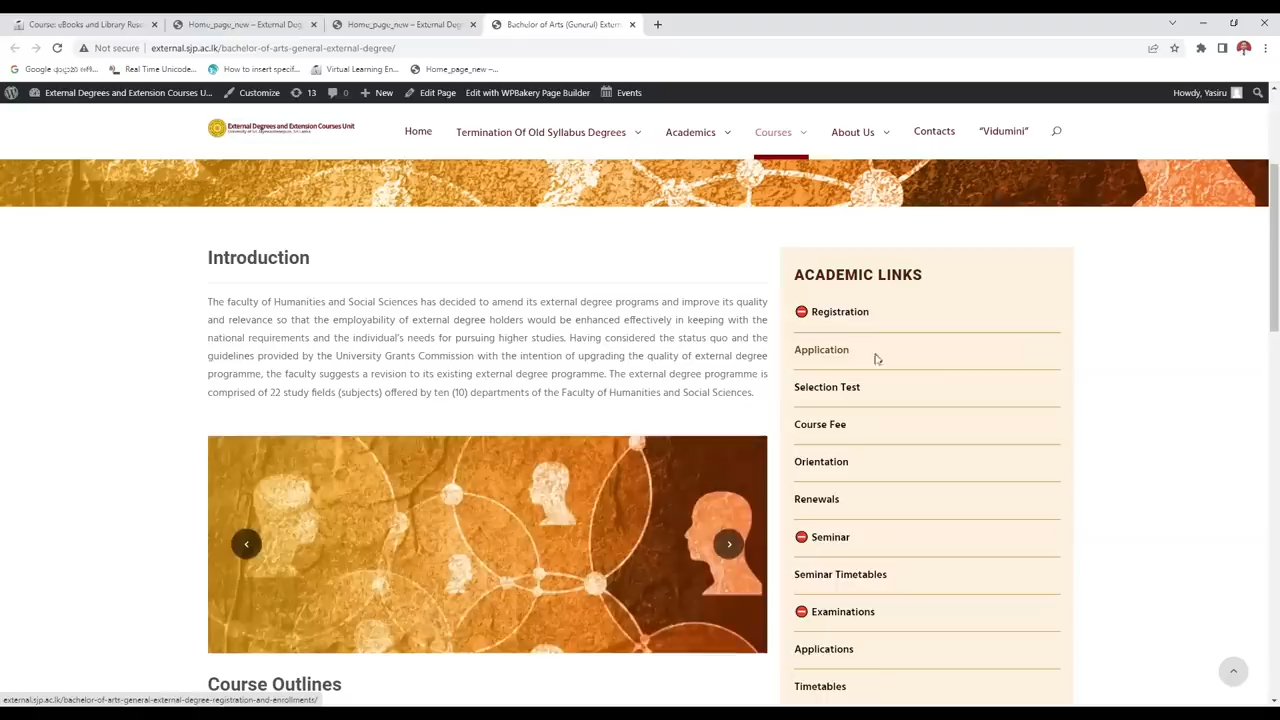 Course: eBooks and Library Reso
Home_page_new – External Deg
Home_page_new – External Deg
Bachelor of Arts (General) Exter
Not secure
external.sjp.ac.lk/bachelor-of-arts-general-external-degree/
Real Time Unicode...
How to insert specif...
Virtual Learning En...
Home_page_new –...
External Degrees and Extension Courses U...
Customize
13
0
New
Edit Page
Edit with WPBakery Page Builder
Events
Howdy, Yasiru
External Degrees and Extension Courses Unit
Home
Termination Of Old Syllabus Degrees
Academics
Courses
About Us
Contacts
“Vidumini”
Introduction
The faculty of Humanities and Social Sciences has decided to amend its external degree programs and improve its quality
and relevance so that the employability of external degree holders would be enhanced effectively in keeping with the
national requirements and the individual’s needs for pursuing higher studies. Having considered the status quo and the
guidelines provided by the University Grants Commission with the intention of upgrading the quality of external degree
programme, the faculty suggests a revision to its existing external degree programme. The external degree programme is
comprised of 22 study fields (subjects) offered by ten (10) departments of the Faculty of Humanities and Social Sciences.
Course Outlines
ACADEMIC LINKS
Registration
Application
Selection Test
Course Fee
Orientation
Renewals
Seminar
Seminar Timetables
Examinations
Applications
Timetables
external.sjp.ac.lk/bachelor-of-arts-general-external-degree-registration-and-enrollments/